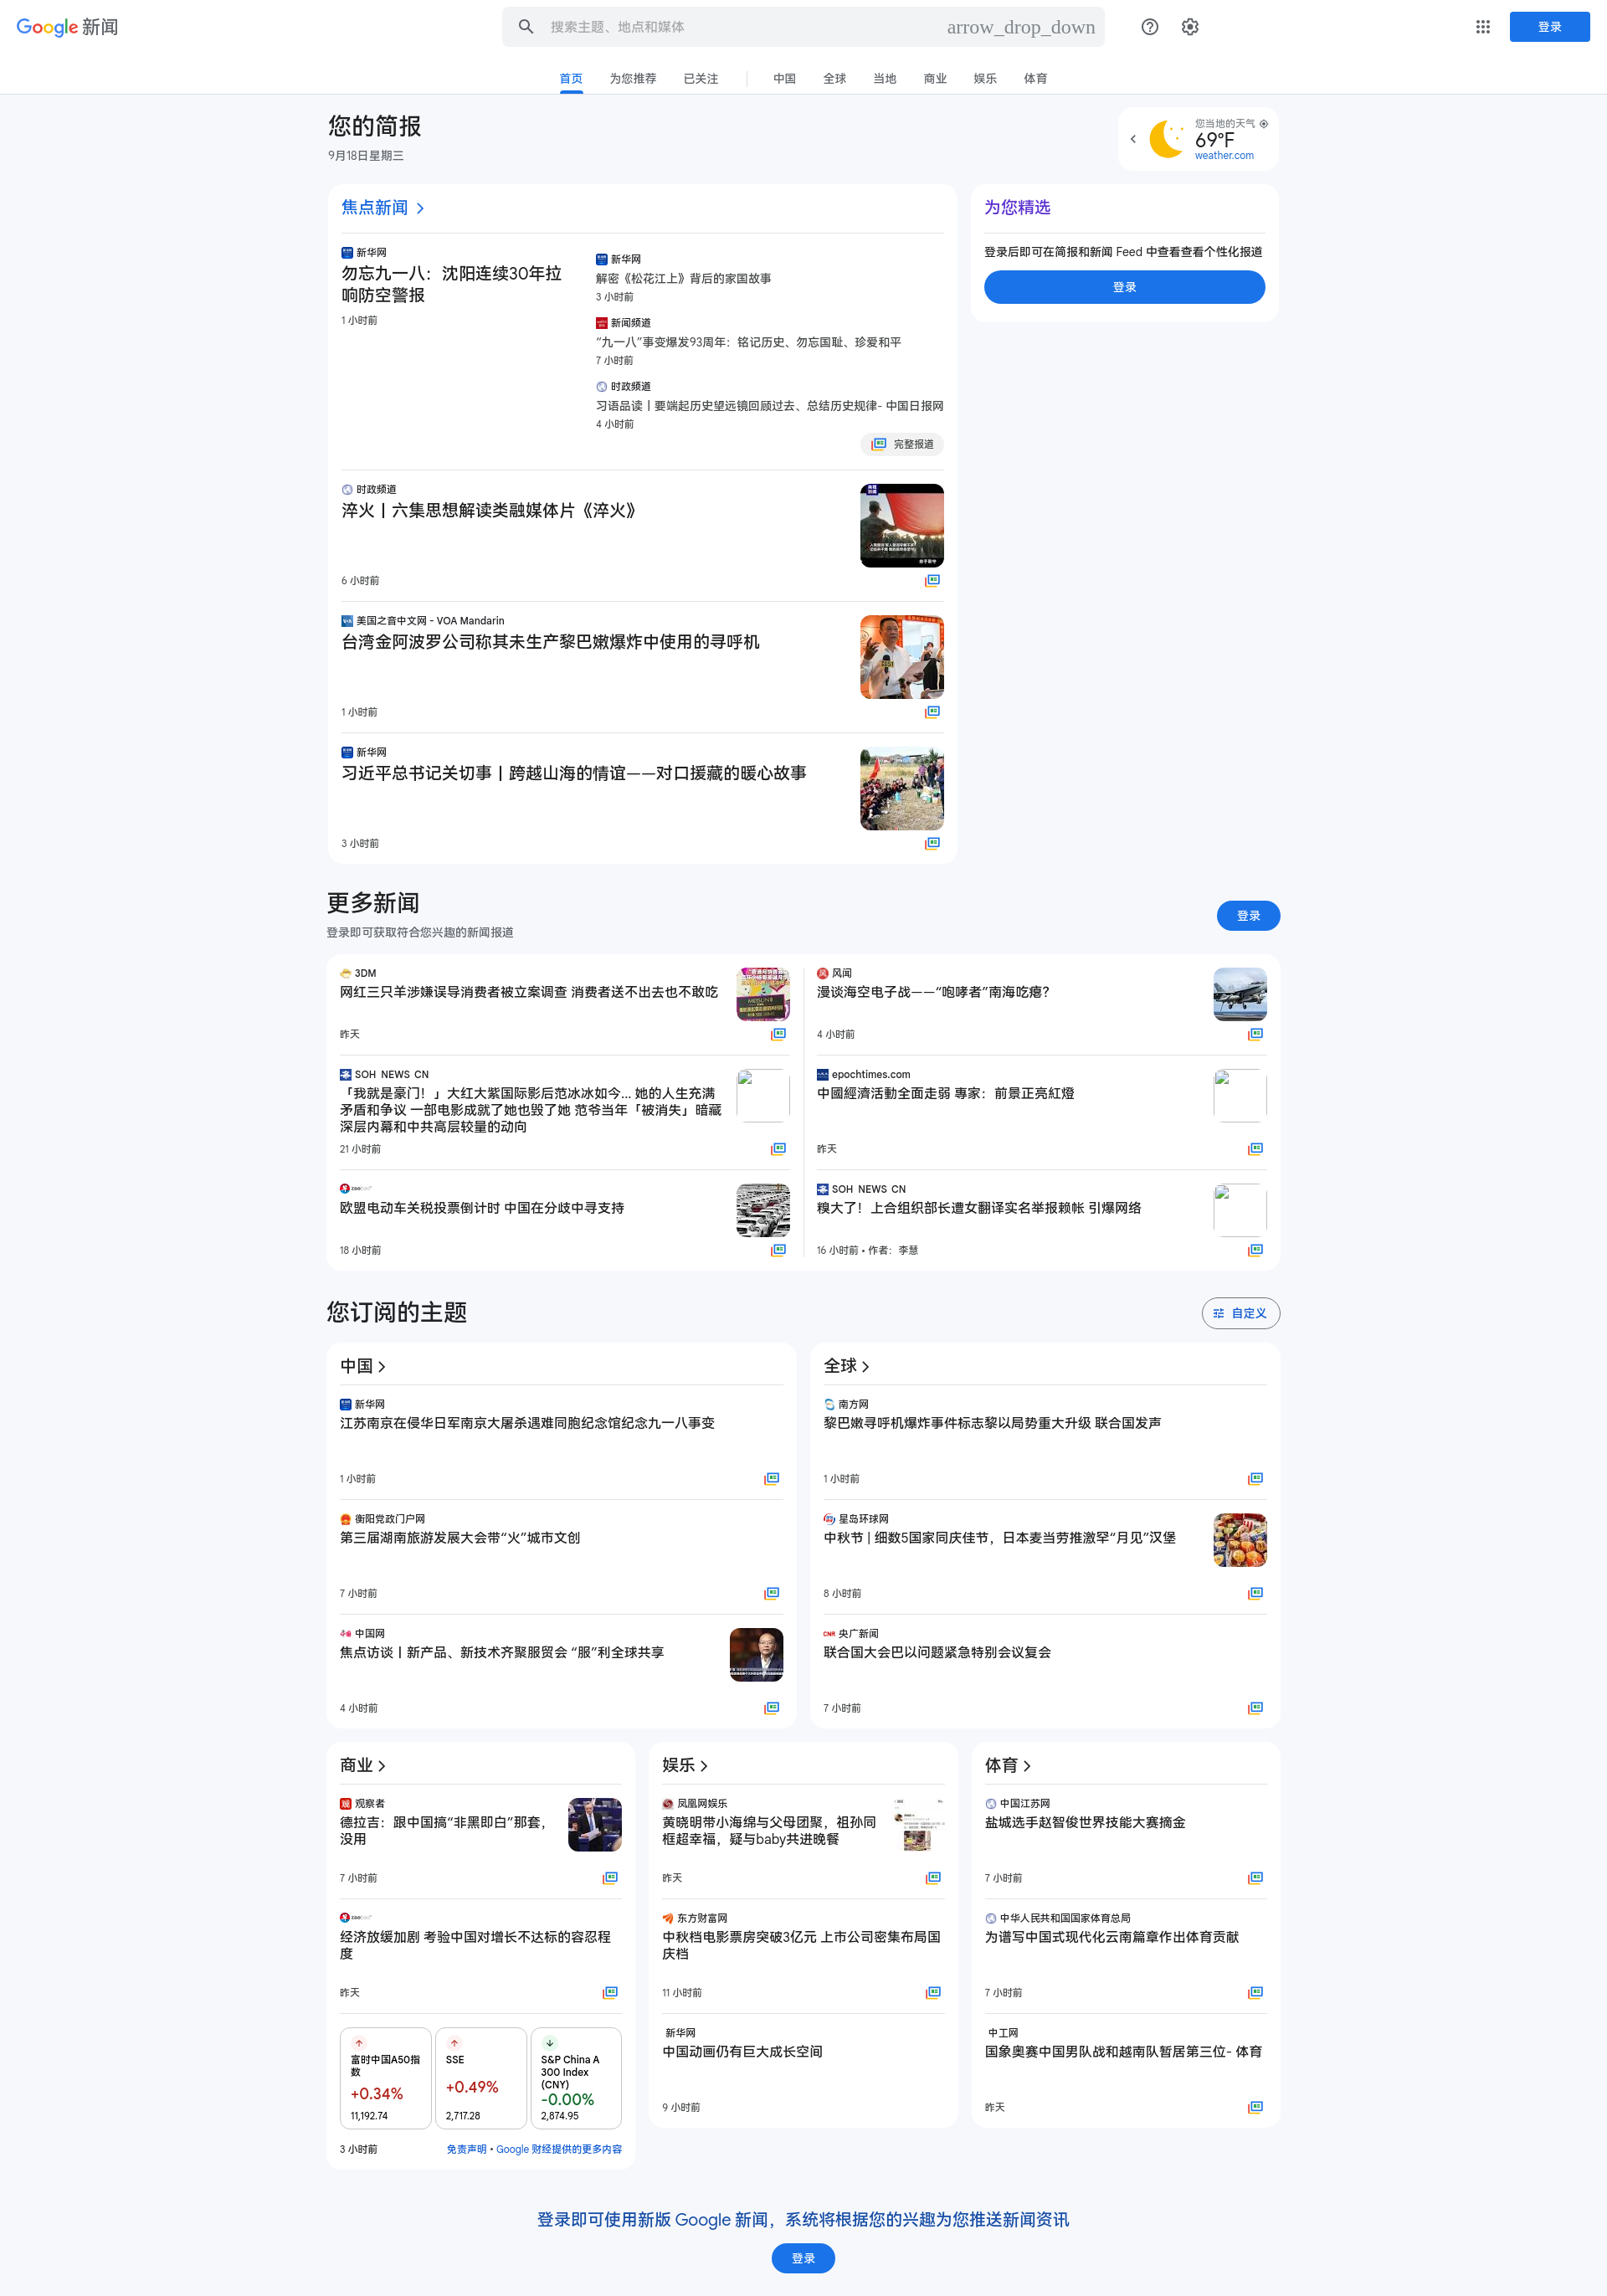 Google 新闻
搜索主题、地点和媒体
arrow_drop_down
登录
首页
为您推荐
已关注
中国
全球
当地
商业
娱乐
体育
您的简报
9月18日星期三
您当地的天气
69°F
weather.com
焦点新闻
新华网
勿忘九一八：沈阳连续30年拉
响防空警报
1 小时前
新华网
解密《松花江上》背后的家国故事
3 小时前
新闻频道
“九一八”事变爆发93周年：铭记历史、勿忘国耻、珍爱和平
7 小时前
时政频道
习语品读丨要端起历史望远镜回顾过去、总结历史规律- 中国日报网
4 小时前
完整报道
为您精选
登录后即可在简报和新闻 Feed 中查看查看个性化报道
登录
时政频道
淬火丨六集思想解读类融媒体片《淬火》
6 小时前
美国之音中文网 - VOA Mandarin
台湾金阿波罗公司称其未生产黎巴嫩爆炸中使用的寻呼机
1 小时前
新华网
习近平总书记关切事丨跨越山海的情谊——对口援藏的暖心故事
3 小时前
更多新闻
登录即可获取符合您兴趣的新闻报道
登录
3DM
网红三只羊涉嫌误导消费者被立案调查 消费者送不出去也不敢吃
昨天
风闻
漫谈海空电子战——“咆哮者”南海吃瘪？
4 小时前
SOH NEWS CN
「我就是豪门！」大红大紫国际影后范冰冰如今... 她的人生充满
矛盾和争议 一部电影成就了她也毁了她 范爷当年「被消失」暗藏
深层内幕和中共高层较量的动向
21 小时前
epochtimes.com
中國經濟活動全面走弱 專家：前景正亮紅燈
昨天
欧盟电动车关税投票倒计时 中国在分歧中寻支持
18 小时前
SOH NEWS CN
糗大了！上合组织部长遭女翻译实名举报赖帐 引爆网络
16 小时前 • 作者：李慧
您订阅的主题
自定义
中国
新华网
江苏南京在侵华日军南京大屠杀遇难同胞纪念馆纪念九一八事变
1 小时前
衡阳党政门户网
第三届湖南旅游发展大会带“火”城市文创
7 小时前
中国网
焦点访谈丨新产品、新技术齐聚服贸会 “服”利全球共享
4 小时前
全球
南方网
黎巴嫩寻呼机爆炸事件标志黎以局势重大升级 联合国发声
1 小时前
星岛环球网
中秋节 | 细数5国家同庆佳节，日本麦当劳推激罕“月见”汉堡
8 小时前
CNR 央广新闻
联合国大会巴以问题紧急特别会议复会
7 小时前
商业
观察者
德拉吉：跟中国搞“非黑即白”那套，
没用
7 小时前
经济放缓加剧 考验中国对增长不达标的容忍程
度
昨天
富时中国A50指
数
+0.34%
11,192.74
SSE
+0.49%
2,717.28
S&P China A
300 Index
(CNY)
-0.00%
2,874.95
3 小时前
免责声明 • Google 财经提供的更多内容
娱乐
凤凰网娱乐
黄晓明带小海绵与父母团聚，祖孙同
框超幸福，疑与baby共进晚餐
昨天
东方财富网
中秋档电影票房突破3亿元 上市公司密集布局国
庆档
11 小时前
新华网
中国动画仍有巨大成长空间
9 小时前
体育
中国江苏网
盐城选手赵智俊世界技能大赛摘金
7 小时前
中华人民共和国国家体育总局
为谱写中国式现代化云南篇章作出体育贡献
7 小时前
中工网
国象奥赛中国男队战和越南队暂居第三位- 体育
昨天
登录即可使用新版 Google 新闻，系统将根据您的兴趣为您推送新闻资讯
登录